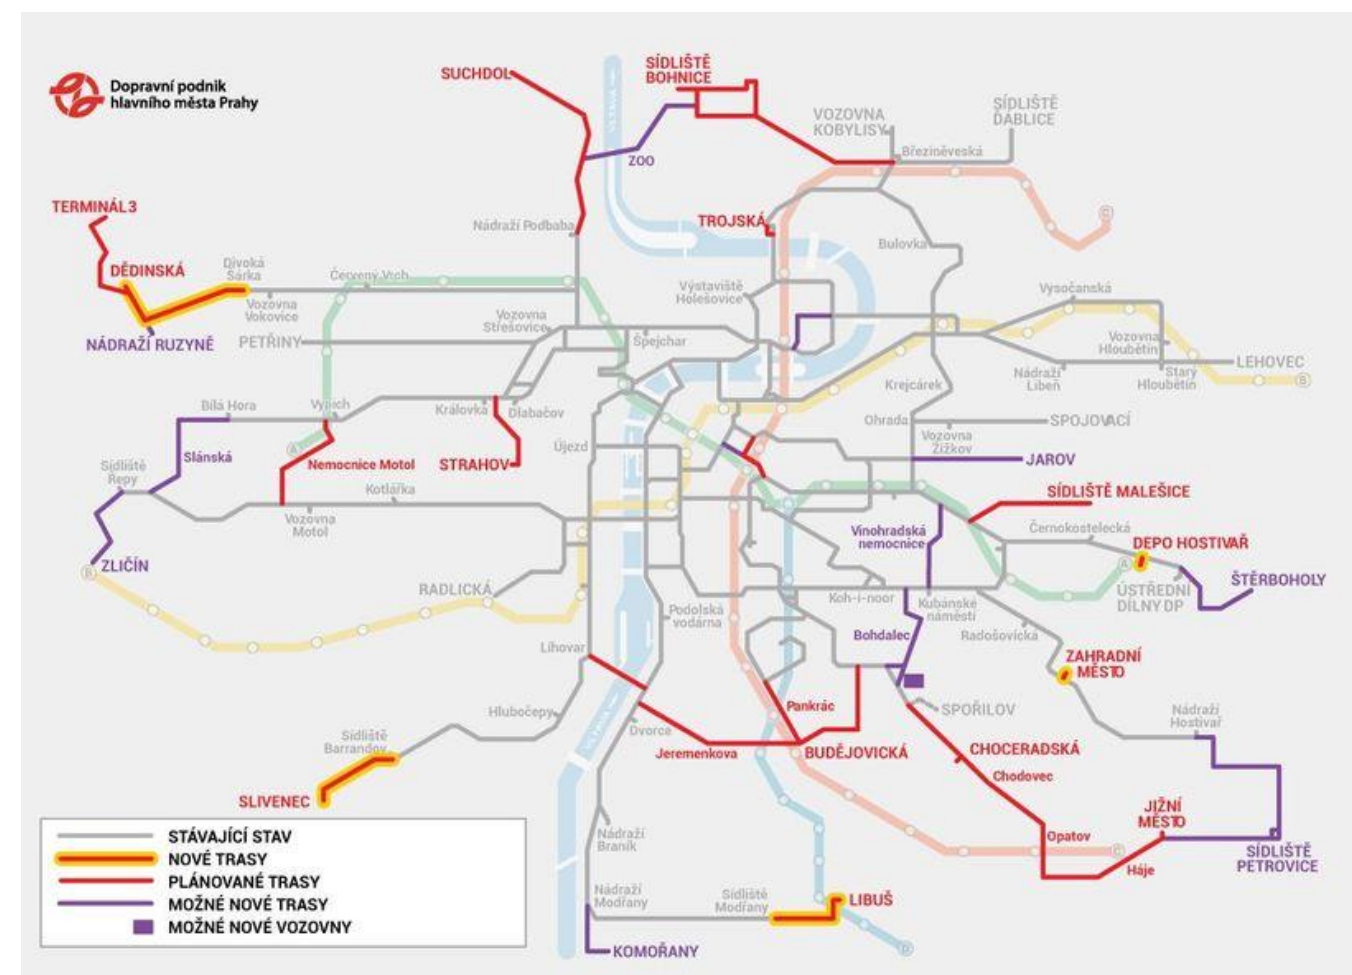 Dopravní podnik
hlavního města Prahy
SUCHDOL
SÍDLIŠTĚ
BOHNICE
VLTAVA
ZOO
VOZOVNA
KOBYLISY
SÍDLIŠTĚ
ĎÁBLICE
Březiněveská
TERMINÁL 3
DĚDINSKÁ
Divoká
Šárka
Červený Vrch
Nádraží Podbaba
TROJSKÁ
Bulovka
C
Vozovna
Vokovice
NÁDRAŽÍ RUZYNĚ
PETŘINY
Vozovna
Střešovice
Špejchar
Výstaviště
Holešovice
Vysočanská
Vozovna
Hloubětín
LEHOVEC
Nádraží
Libeň
Starý
Hloubětín
B
Krejcárek
Bílá Hora
Vypich
Královka
Dlabačov
Ohrada
SPOJOVACÍ
Vozovna
Žižkov
A
Slánská
Sídliště
Řepy
Nemocnice Motol
STRAHOV
Újezd
JAROV
Kotlářka
SÍDLIŠTĚ MALEŠICE
Vozovna
Motol
Vinohradská
nemocnice
Černokostelecká
DEPO HOSTIVAŘ
A
ZLIČÍN
B
RADLICKÁ
ÚSTŘEDNÍ
DÍLNY DP
ŠTĚRBOHOLY
Koh-i-noor
Kubánské
náměstí
Podolská
vodárna
Bohdalec
Radošovická
Líhovar
ZAHRADNÍ
MĚSTO
Pankrác
SPOŘILOV
Nádraží
Hostivař
Hlubočepy
Dvorce
Sídliště
Barrandov
VLTAVA
Jeremenkova
BUDĚJOVICKÁ
CHOCERADSKÁ
Chodovec
SLIVENEC
JIŽNÍ
MĚSTO
Opatov
Nádraží
Braník
C
Háje
SÍDLIŠTĚ
PETROVICE
Nádraží
Modřany
Sídliště
Modřany
LIBUŠ
D
KOMOŘANY
STÁVAJÍCÍ STAV
NOVÉ TRASY
PLÁNOVANÉ TRASY
MOŽNÉ NOVÉ TRASY
MOŽNÉ NOVÉ VOZOVNY